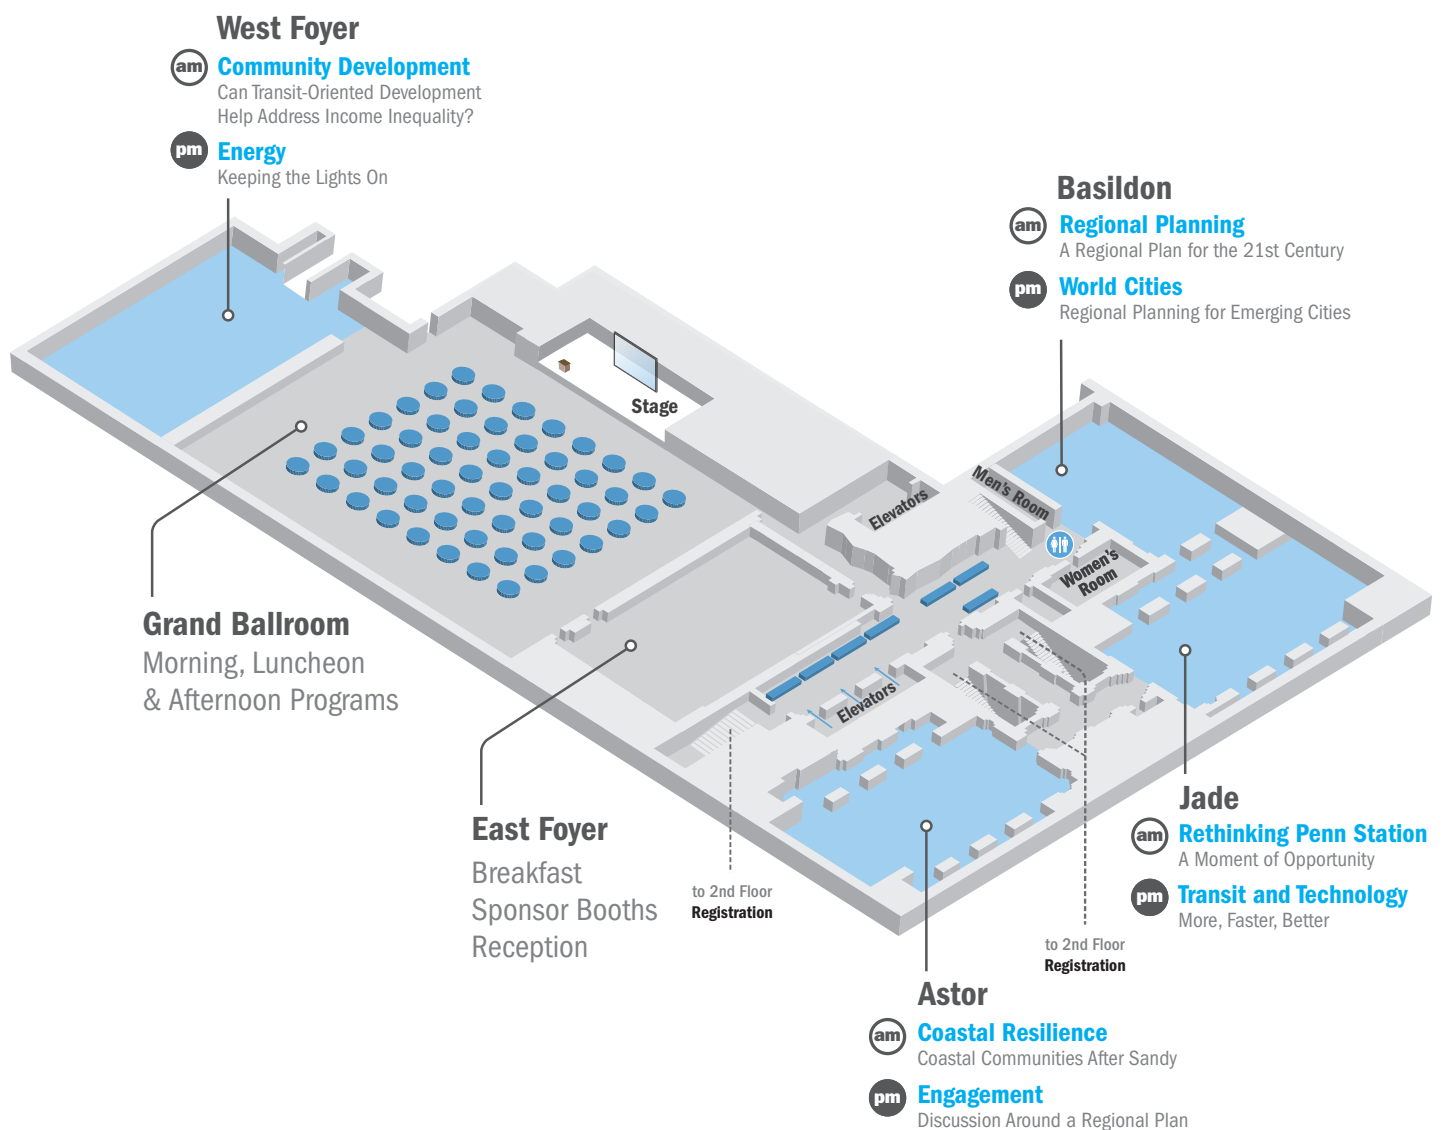 West Foyer
am Community Development
Can Transit-Oriented Development
Help Address Income Inequality?
pm Energy
Keeping the Lights On
Basildon
am Regional Planning
A Regional Plan for the 21st Century
pm World Cities
Regional Planning for Emerging Cities
Stage
Elevators
Men's Room
Women's
Room
Grand Ballroom
Morning, Luncheon
& Afternoon Programs
Elevators
East Foyer
Breakfast
Sponsor Booths
Reception
to 2nd Floor
Registration
Jade
am Rethinking Penn Station
A Moment of Opportunity
pm Transit and Technology
More, Faster, Better
to 2nd Floor
Registration
Astor
am Coastal Resilience
Coastal Communities After Sandy
pm Engagement
Discussion Around a Regional Plan